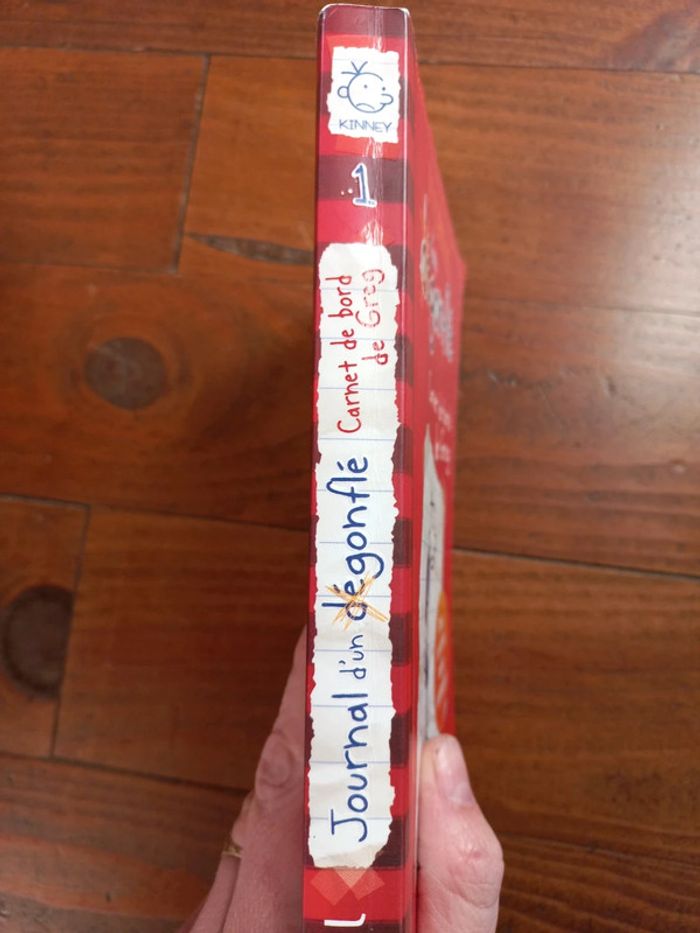 KINNEY
1
Journal d'un dégonflé
Carnet de bord
de Greg